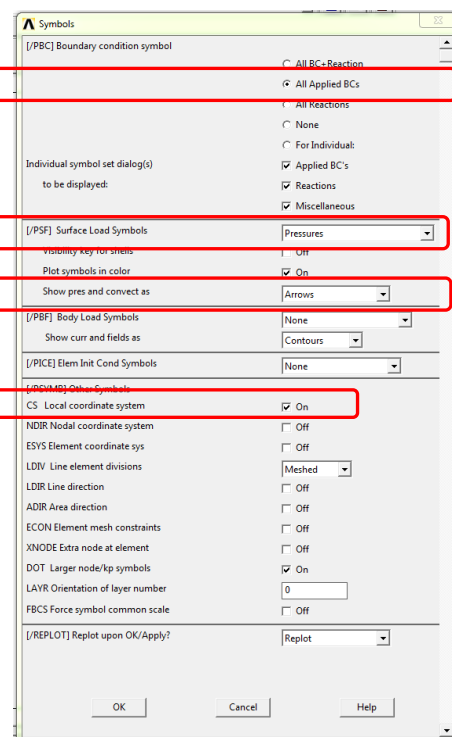 Symbols
[/PBC] Boundary condition symbol
All BC+Reaction
All Applied BCs
All Reactions
None
For Individual:
Individual symbol set dialog(s) Applied BC's
to be displayed: Reactions
Miscellaneous
[/PSF] Surface Load Symbols Pressures
Visibility key for shells Off
Plot symbols in color On
Show pres and convect as Arrows
[/PBF] Body Load Symbols None
Show curr and fields as Contours
[/PICE] Elem Init Cond Symbols None
[/PSYMB] Other Symbols
CS Local coordinate system On
NDIR Nodal coordinate system Off
ESYS Element coordinate sys Off
LDIV Line element divisions Meshed
LDIR Line direction Off
ADIR Area direction Off
ECON Element mesh constraints Off
XNODE Extra node at element Off
DOT Larger node/kp symbols On
LAYR Orientation of layer number 0
FBCS Force symbol common scale Off
[/REPLOT] Replot upon OK/Apply? Replot
OK Cancel Help